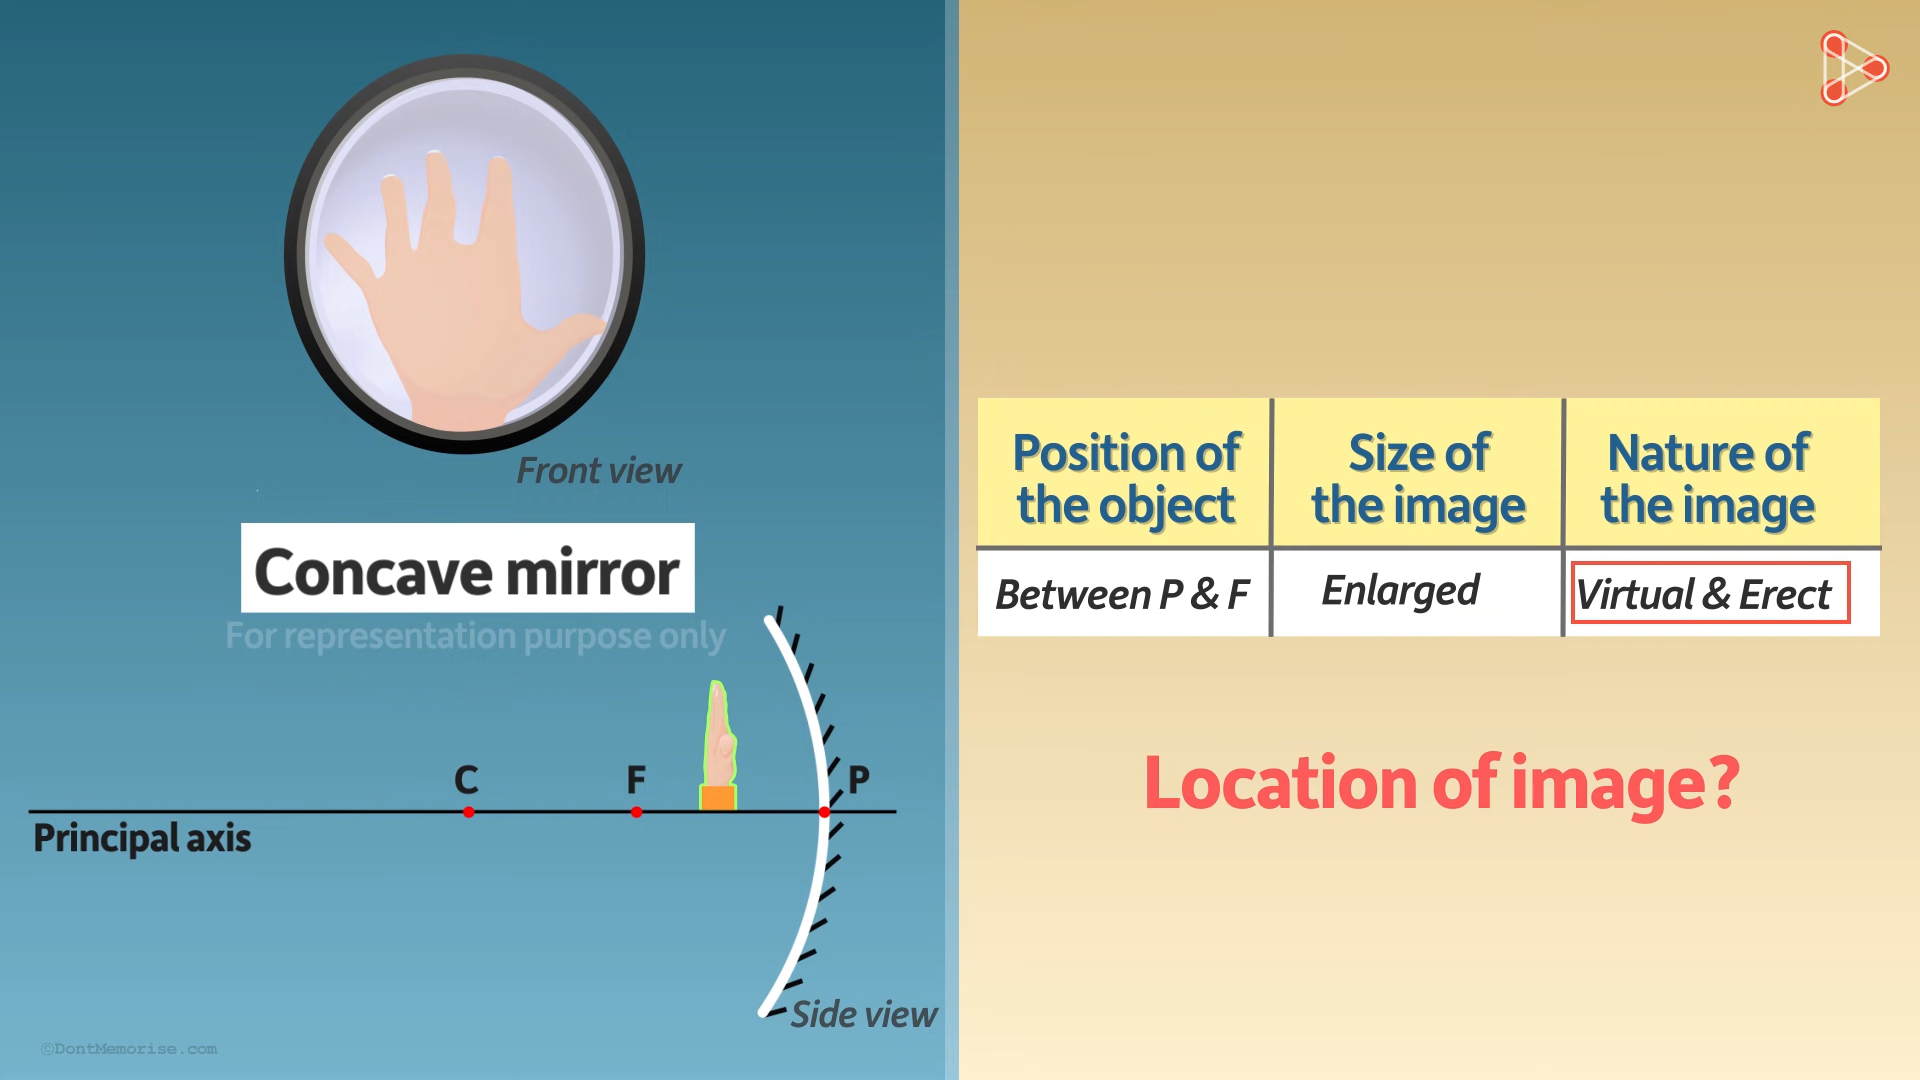 Front view
Concave mirror
For representation purpose only
C
F
P
Principal axis
Side view
©DontMemorise.com
Position of
the object
Size of
the image
Nature of
the image
Between P & F
Enlarged
Virtual & Erect
Location of image?